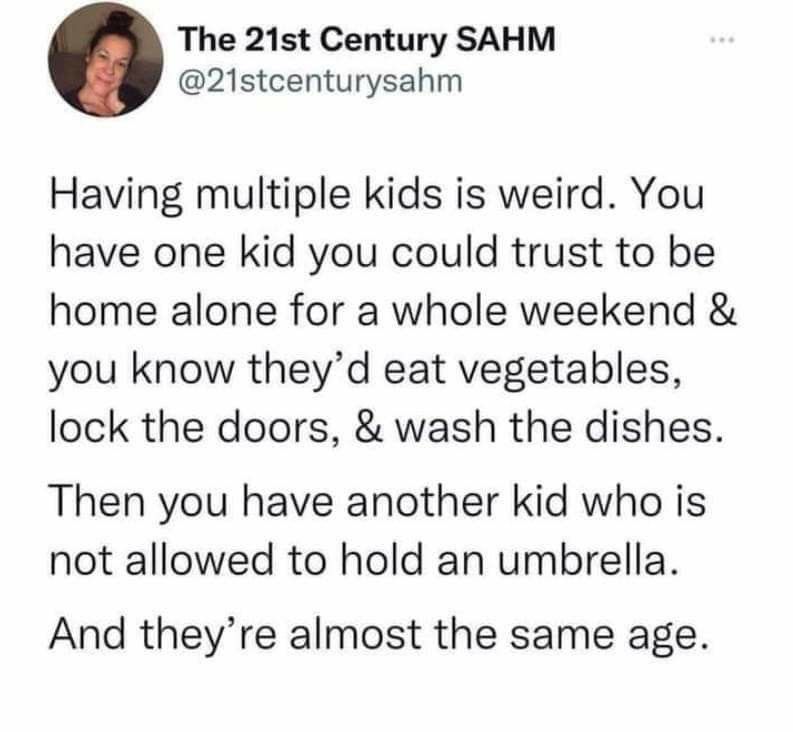 The 21st Century SAHM
@21stcenturysahm
Having multiple kids is weird. You
have one kid you could trust to be
home alone for a whole weekend &
you know they’d eat vegetables,
lock the doors, & wash the dishes.
Then you have another kid who is
not allowed to hold an umbrella.
And they’re almost the same age.